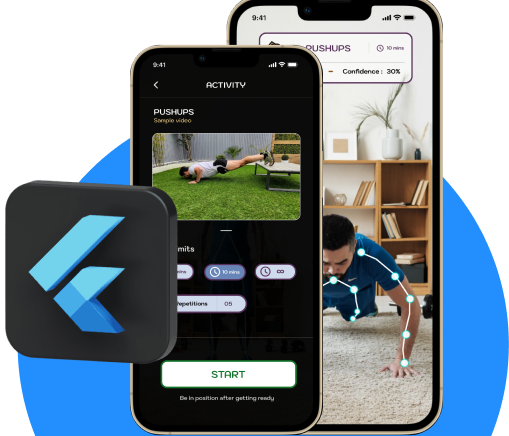 9:41
PUSHUPS
10 mins
Confidence : 30%
9:41
ACTIVITY
PUSHUPS
Sample video
mits
mins
10 mins
∞
epetitions 05
START
Be in position after getting ready